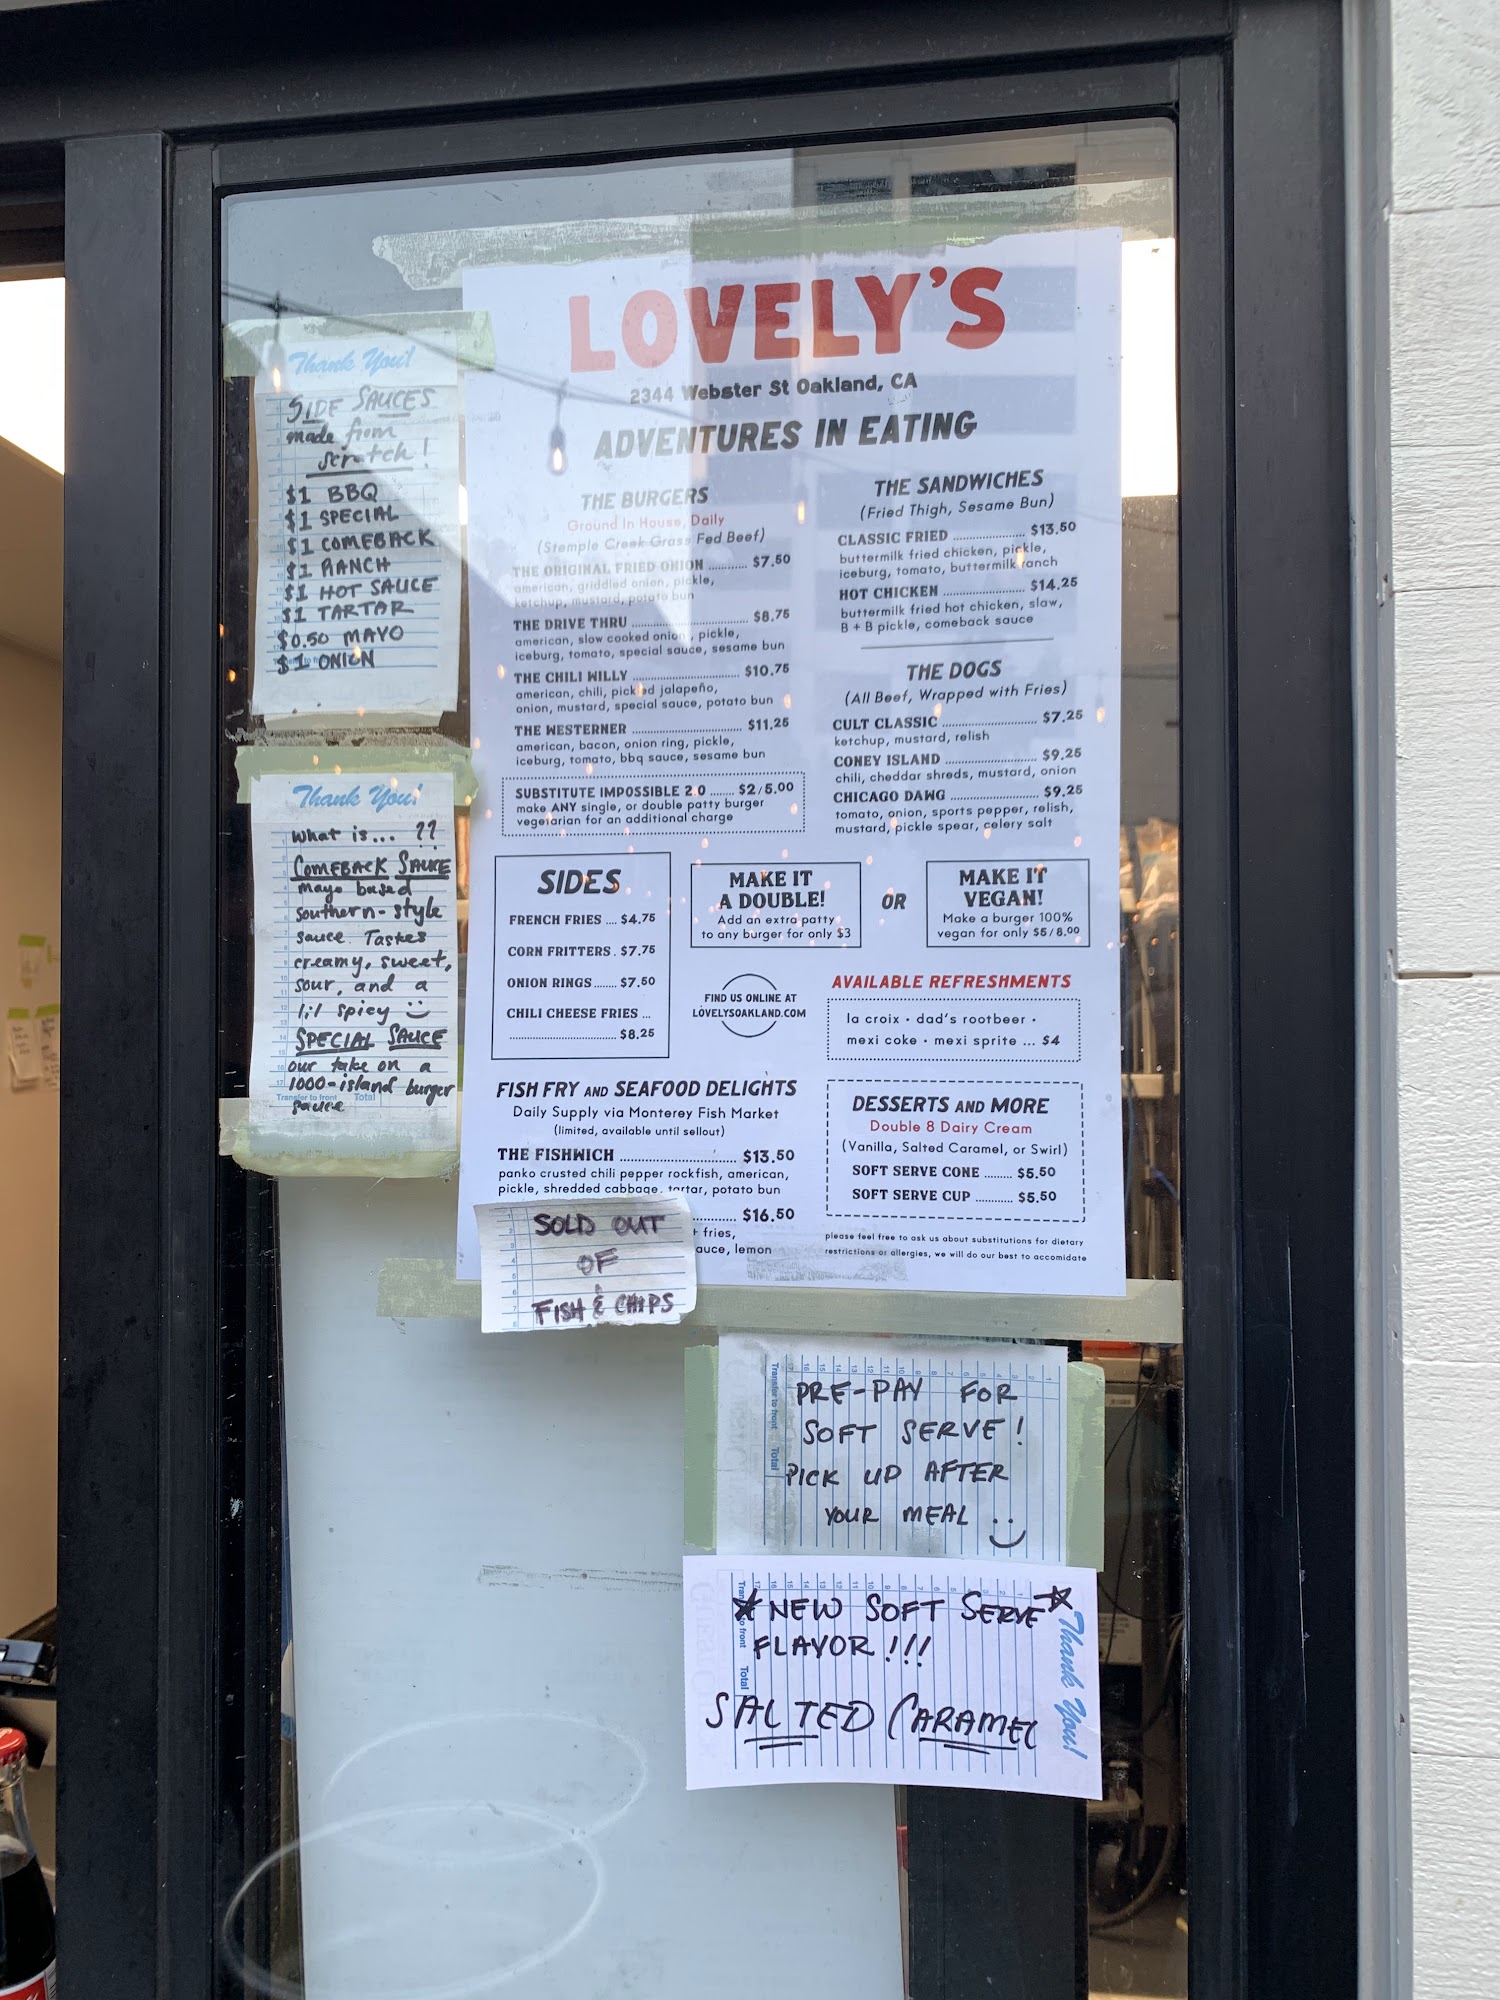 LOVELY'S
2344 Webster St Oakland, CA
ADVENTURES IN EATING
THE BURGERS
Ground In House, Daily
(Stemple Creek Grass Fed Beef)
THE ORIGINAL FRIED ONION ........... $7.50
american, griddled onion, pickle,
ketchup, mustard, potato bun
THE DRIVE THRU ........... $8.75
american, slow cooked onion, pickle,
iceburg, tomato, special sauce, sesame bun
THE CHILI WILLY ........... $10.75
american, chili, pickled jalapeño,
onion, mustard, special sauce, potato bun
THE WESTERNER ........... $11.25
american, bacon, onion ring, pickle,
iceburg, tomato, bbq sauce, sesame bun
SUBSTITUTE IMPOSSIBLE 2.0 ....... $2/5.00
make ANY single, or double patty burger
vegetarian for an additional charge
THE SANDWICHES
(Fried Thigh, Sesame Bun)
CLASSIC FRIED ........... $13.50
buttermilk fried chicken, pickle,
iceburg, tomato, buttermilk ranch
HOT CHICKEN ........... $14.25
buttermilk fried hot chicken, slaw,
B + B pickle, comeback sauce
THE DOGS
(All Beef, Wrapped with Fries)
CULT CLASSIC ........... $7.25
ketchup, mustard, relish
CONEY ISLAND ........... $9.25
chili, cheddar shreds, mustard, onion
CHICAGO DAWG ........... $9.25
tomato, onion, sports pepper, relish,
mustard, pickle spear, celery salt
SIDES
FRENCH FRIES .... $4.75
CORN FRITTERS . $7.75
ONION RINGS ....... $7.50
CHILI CHEESE FRIES ...
........... $8.25
MAKE IT
A DOUBLE!
Add an extra patty
to any burger for only $3
OR
MAKE IT
VEGAN!
Make a burger 100%
vegan for only $5/8.00
FIND US ONLINE AT
LOVELYSOAKLAND.COM
AVAILABLE REFRESHMENTS
la croix • dad's rootbeer •
mexi coke • mexi sprite ... $4
FISH FRY AND SEAFOOD DELIGHTS
Daily Supply via Monterey Fish Market
(limited, available until sellout)
THE FISHWICH ........... $13.50
panko crusted chili pepper rockfish, american,
pickle, shredded cabbage, tartar, potato bun
........... $16.50
+ fries,
auce, lemon
DESSERTS AND MORE
Double 8 Dairy Cream
(Vanilla, Salted Caramel, or Swirl)
SOFT SERVE CONE ....... $5.50
SOFT SERVE CUP ........... $5.50
please feel free to ask us about substitutions for dietary
restrictions or allergies, we will do our best to accomidate
Thank You!
SIDE SAUCES
made from
scratch!
$1 BBQ
$1 SPECIAL
$1 COMEBACK
$1 RANCH
$1 HOT SAUCE
$1 TARTAR
$0.50 MAYO
$1 ONION
Thank You!
What is... ??
COMEBACK SAUCE
mayo based
southern-style
sauce. Tastes
creamy, sweet,
sour, and a
lil spicy
SPECIAL SAUCE
our take on a
1000-island burger
sauce
Transfer to front Total
SOLD OUT
OF
FISH & CHIPS
PRE-PAY FOR
SOFT SERVE!
PICK UP AFTER
YOUR MEAL
Transfer to front Total
NEW SOFT SERVE
FLAVOR!!!
SALTED CARAMEL
Total
Thank You!